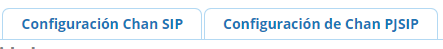 Configuración Chan SIP
Configuración de Chan PJSIP